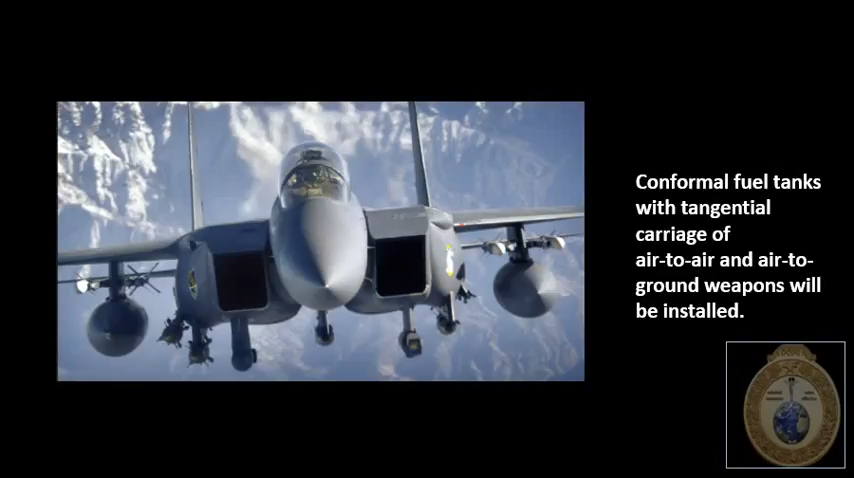 Conformal fuel tanks
with tangential
carriage of
air-to-air and air-to-
ground weapons will
be installed.